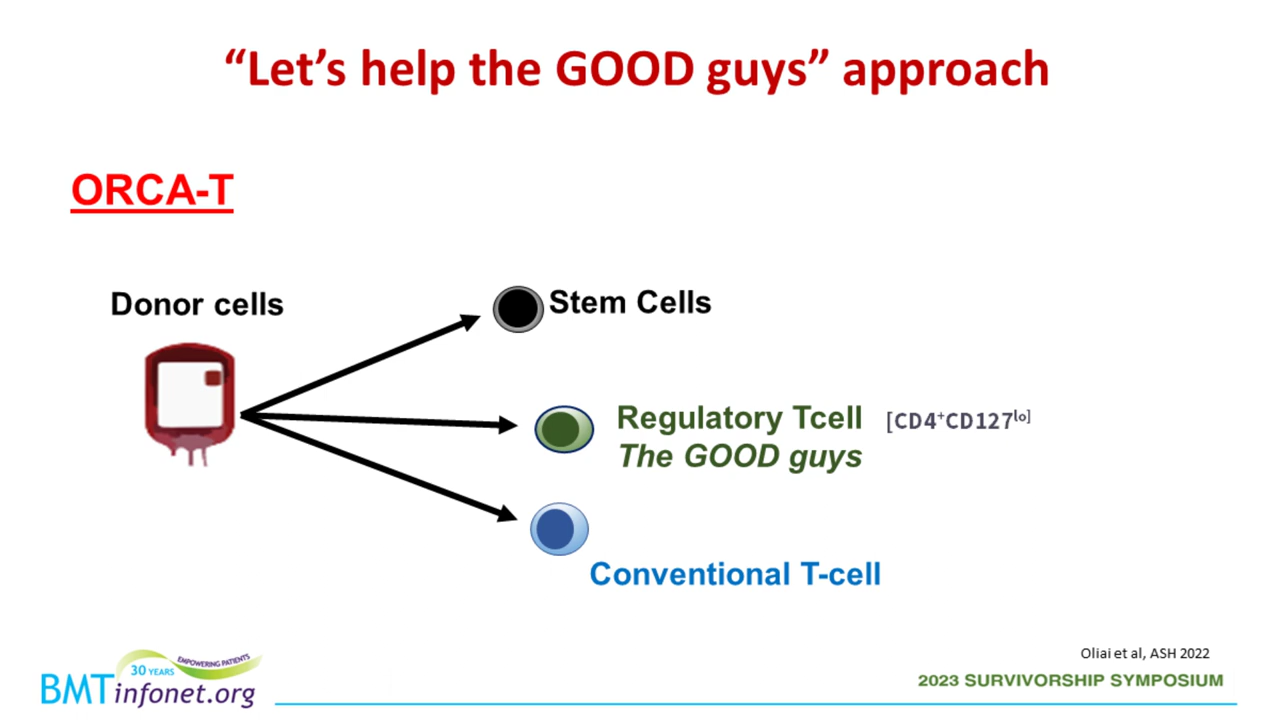 “Let’s help the GOOD guys” approach
ORCA-T
Donor cells
Stem Cells
Regulatory Tcell [CD4⁺CD127ˡᵒ]
The GOOD guys
Conventional T-cell
Oliai et al, ASH 2022
2023 SURVIVORSHIP SYMPOSIUM
30 YEARS EMPOWERING PATIENTS
BMTinfonet.org